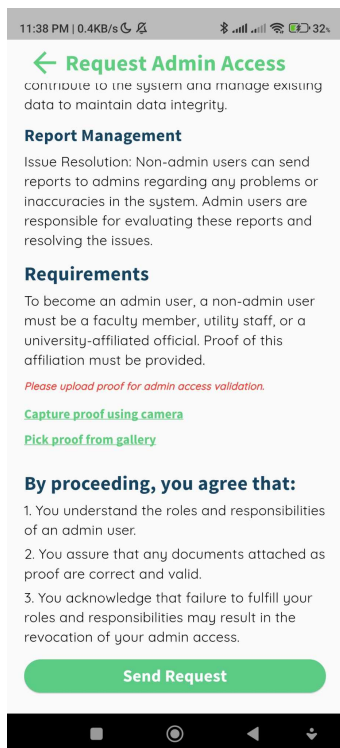 11:38 PM | 0.4KB/s 32%
Request Admin Access
contribute to the system and manage existing
data to maintain data integrity.
Report Management
Issue Resolution: Non-admin users can send
reports to admins regarding any problems or
inaccuracies in the system. Admin users are
responsible for evaluating these reports and
resolving the issues.
Requirements
To become an admin user, a non-admin user
must be a faculty member, utility staff, or a
university-affiliated official. Proof of this
affiliation must be provided.
Please upload proof for admin access validation.
Capture proof using camera
Pick proof from gallery
By proceeding, you agree that:
1. You understand the roles and responsibilities
of an admin user.
2. You assure that any documents attached as
proof are correct and valid.
3. You acknowledge that failure to fulfill your
roles and responsibilities may result in the
revocation of your admin access.
Send Request